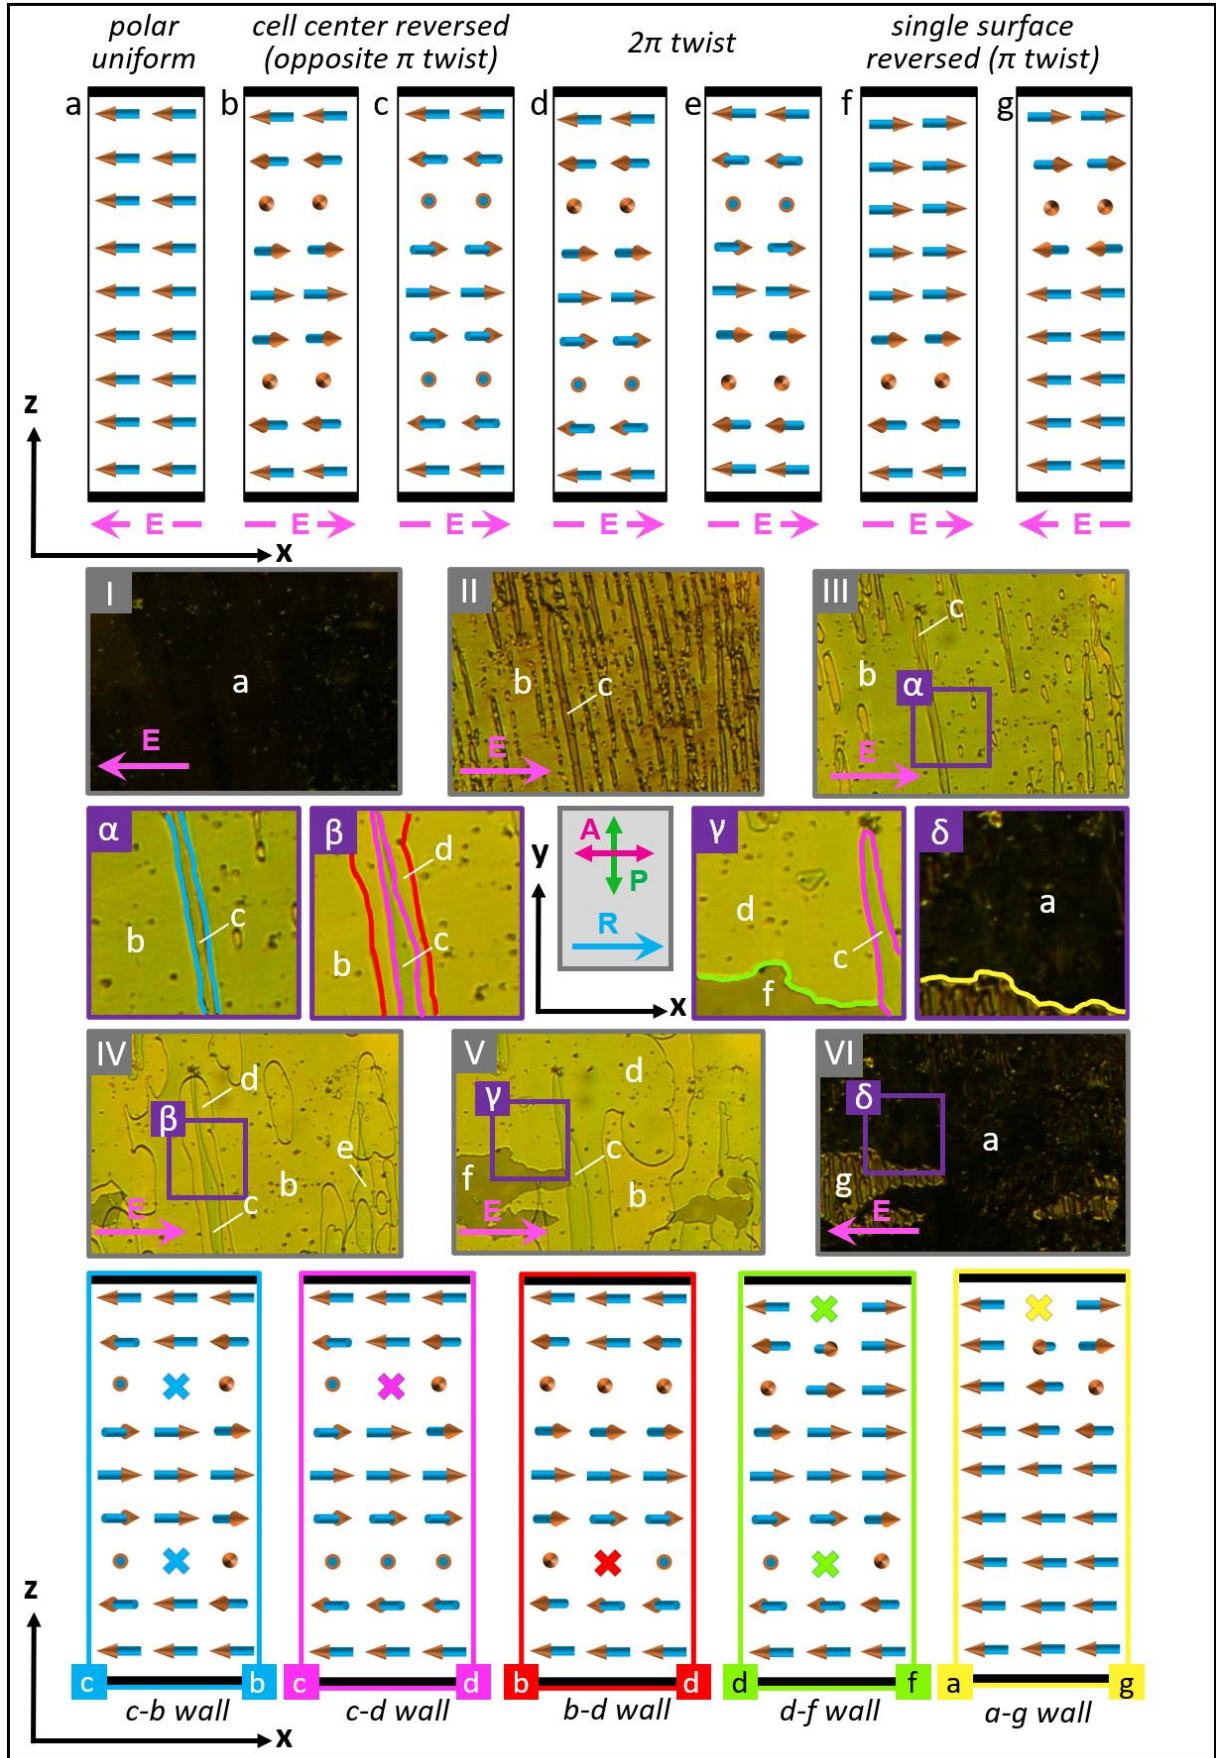 polar
uniform
cell center reversed
(opposite π twist)
2π twist
single surface
reversed (π twist)
a
b
c
d
e
f
g
z
E
E
E
E
E
E
E
x
I
a
E
II
b
c
E
III
c
b
α
E
α
b
c
β
d
b
c
y
A
P
R
x
γ
d
c
f
δ
a
IV
d
β
e
b
c
E
V
d
γ
c
f
b
E
VI
δ
a
g
E
z
c
b
c
d
b
d
d
f
a
g
c-b wall
c-d wall
b-d wall
d-f wall
a-g wall
x